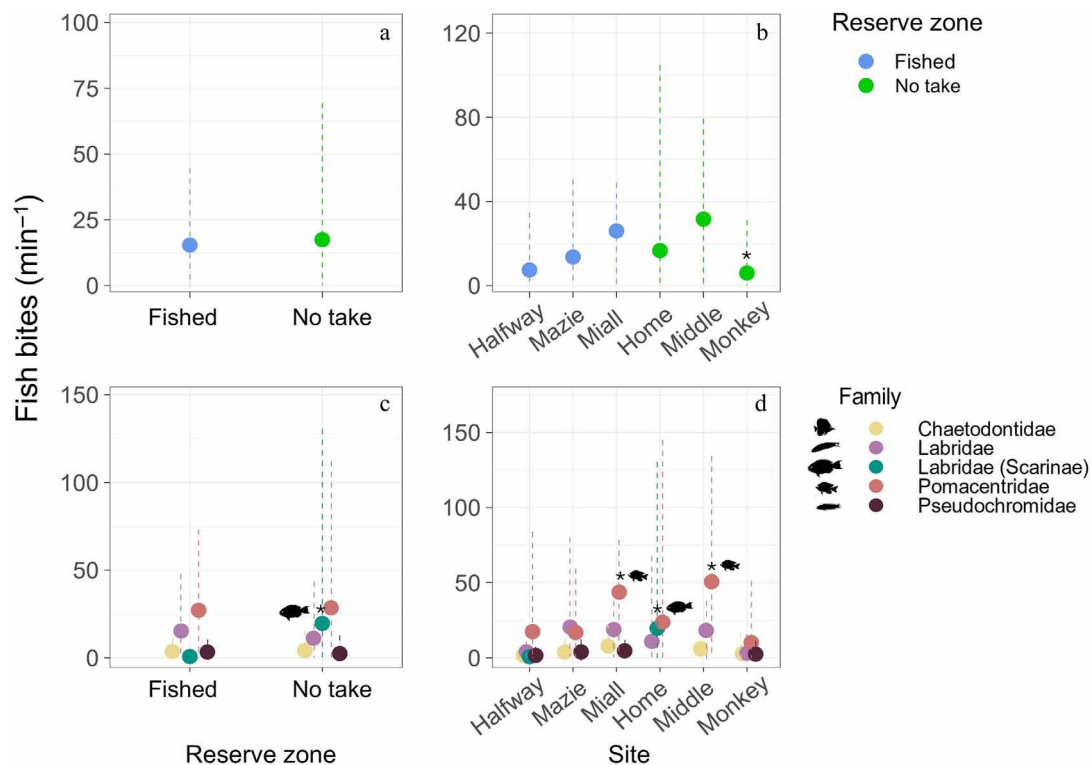 Fish bites (min⁻¹)
100
75
50
25
0
a
Fished
No take
120
80
40
0
b
*
Halfway
Mazie
Miall
Home
Middle
Monkey
Reserve zone
Fished
No take
150
100
50
0
c
*
Fished
No take
Reserve zone
150
100
50
0
d
*
*
*
Halfway
Mazie
Miall
Home
Middle
Monkey
Site
Family
Chaetodontidae
Labridae
Labridae (Scarinae)
Pomacentridae
Pseudochromidae